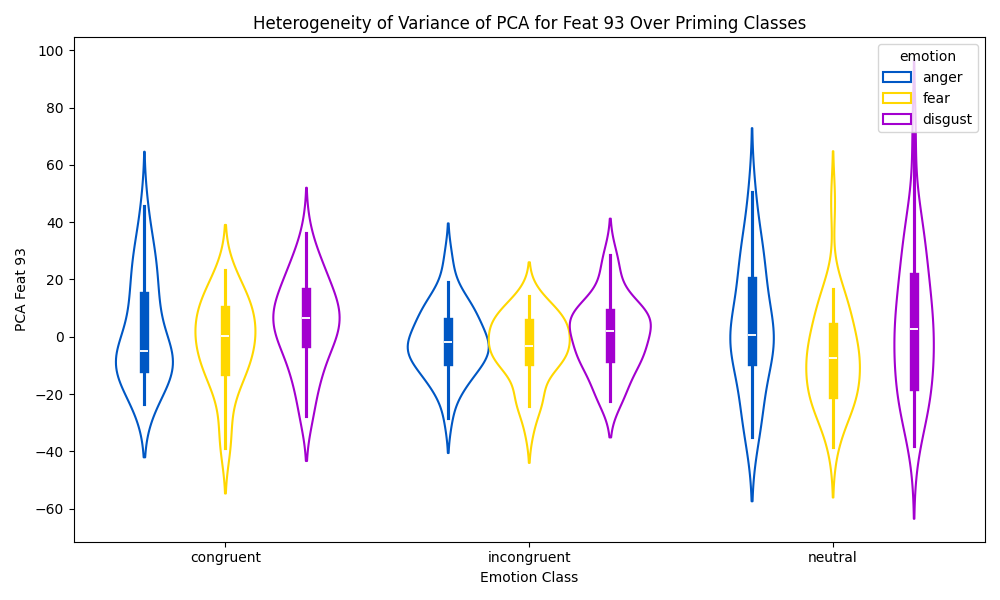 Heterogeneity of Variance of PCA for Feat 93 Over Priming Classes
emotion
anger
fear
disgust
PCA Feat 93
100
80
60
40
20
0
−20
−40
−60
congruent
incongruent
neutral
Emotion Class